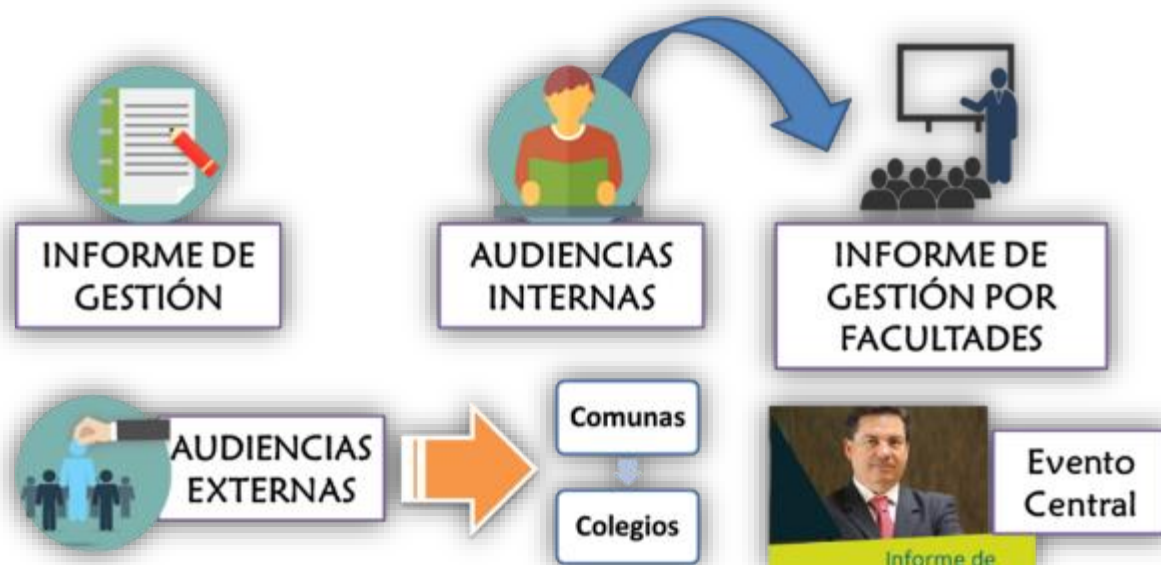 INFORME DE
GESTIÓN
AUDIENCIAS
INTERNAS
INFORME DE
GESTIÓN POR
FACULTADES
AUDIENCIAS
EXTERNAS
Comunas
Colegios
Evento
Central
Informe de